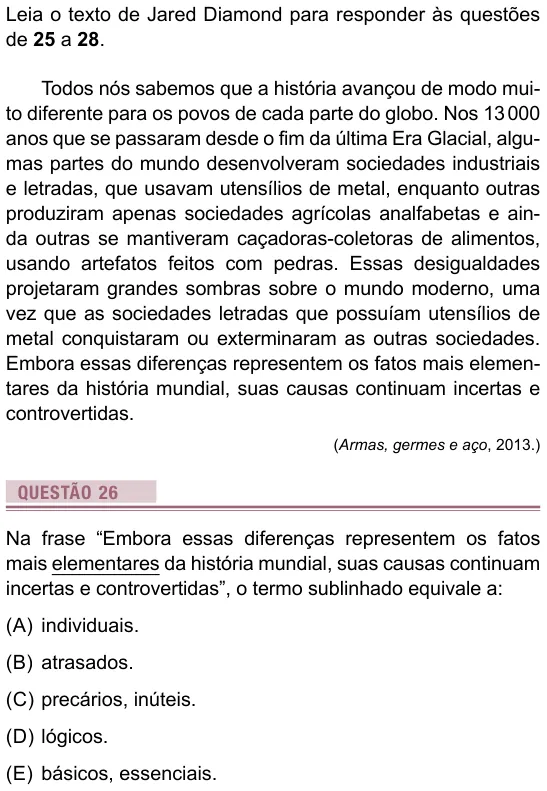 Leia o texto de Jared Diamond para responder às questões
de 25 a 28.
Todos nós sabemos que a história avançou de modo mui-
to diferente para os povos de cada parte do globo. Nos 13 000
anos que se passaram desde o fim da última Era Glacial, algu-
mas partes do mundo desenvolveram sociedades industriais
e letradas, que usavam utensílios de metal, enquanto outras
produziram apenas sociedades agrícolas analfabetas e ain-
da outras se mantiveram caçadoras-coletoras de alimentos,
usando artefatos feitos com pedras. Essas desigualdades
projetaram grandes sombras sobre o mundo moderno, uma
vez que as sociedades letradas que possuíam utensílios de
metal conquistaram ou exterminaram as outras sociedades.
Embora essas diferenças representem os fatos mais elemen-
tares da história mundial, suas causas continuam incertas e
controvertidas.
(Armas, germes e aço, 2013.)
QUESTÃO 26
Na frase “Embora essas diferenças representem os fatos
mais elementares da história mundial, suas causas continuam
incertas e controvertidas”, o termo sublinhado equivale a:
(A) individuais.
(B) atrasados.
(C) precários, inúteis.
(D) lógicos.
(E) básicos, essenciais.